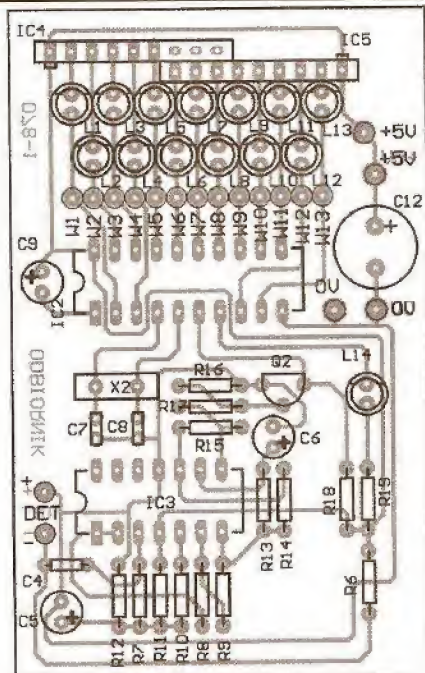 IC4
IC5
L1 L3 L5 L7 L9 L11 L13
+5V
+5V
L2 L4 L6 L8 L10 L12
W1 W2 W3 W4 W5 W6 W7 W8 W9 W10 W11 W12 W13
C12
+
C9
+
IC2
0V
0V
ODBIORNIK
R16
Q2
L14
X2
R17
C7 C8
R15
C6
+
+
DET
-
IC3
R13
R14
R18
R19
C4
C5
+
R6
R12 R7 R11 R10 R8 R9